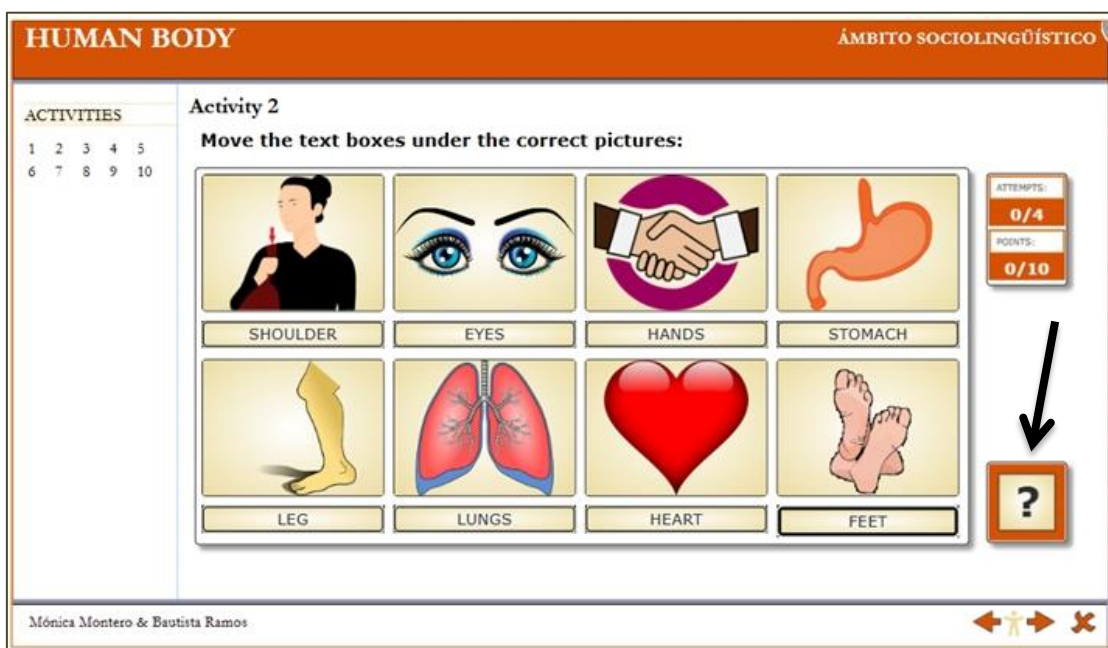 HUMAN BODY
ÁMBITO SOCIOLINGÜÍSTICO
ACTIVITIES
1 2 3 4 5
6 7 8 9 10
Activity 2
Move the text boxes under the correct pictures:
SHOULDER EYES HANDS STOMACH
LEG LUNGS HEART FEET
ATTEMPTS:
0/4
POINTS:
0/10
?
Mónica Montero & Bautista Ramos